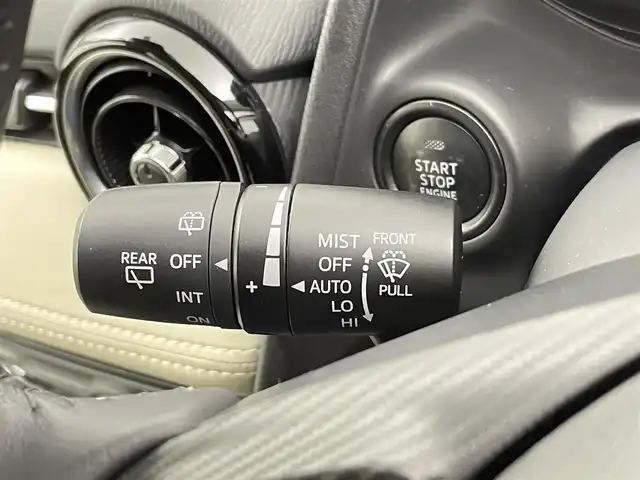 START
STOP
ENGINE
REAR
OFF
INT
ON
- 
+
MIST
OFF
AUTO
LO
HI
FRONT
PULL